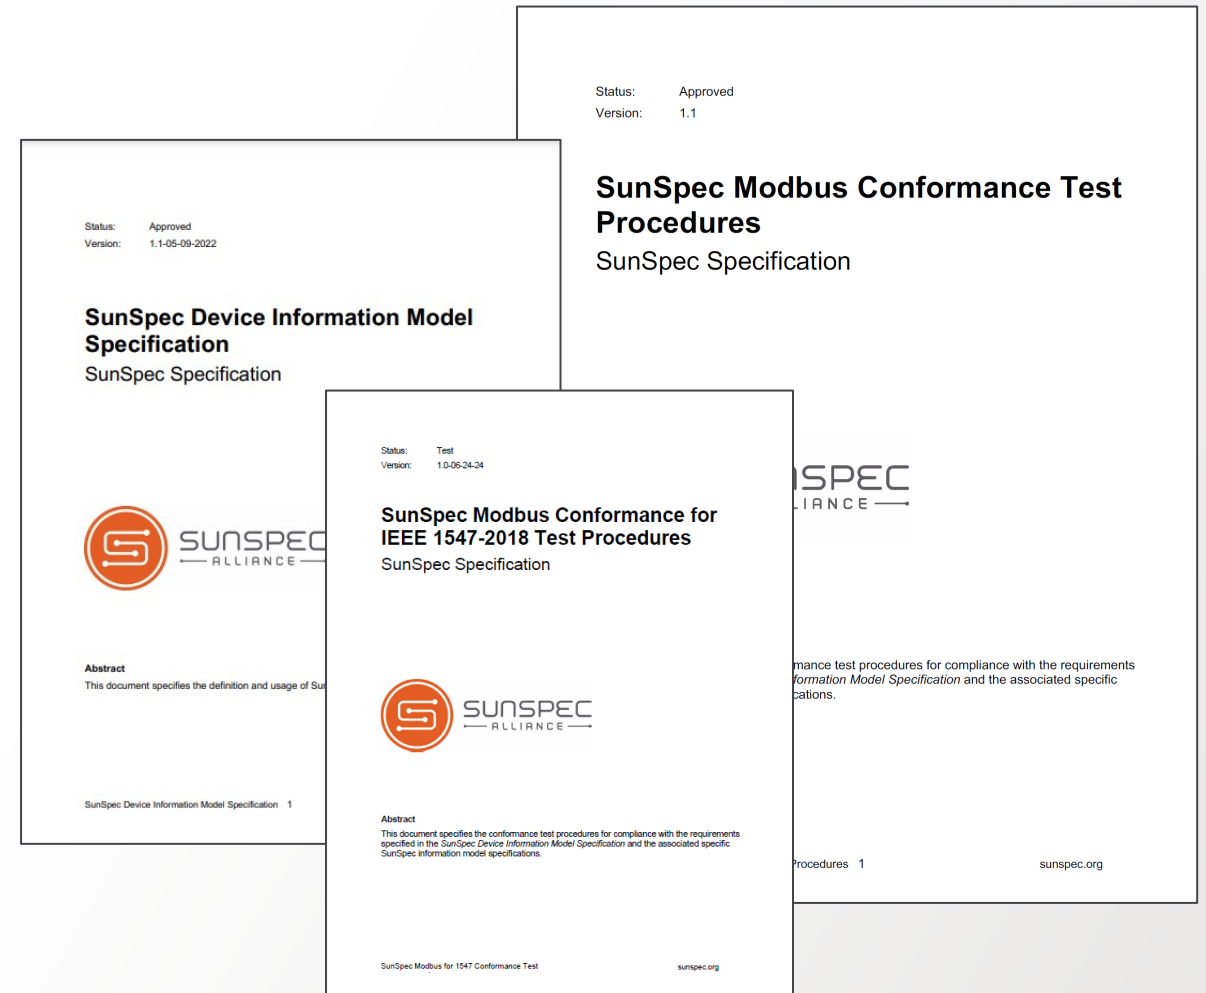 Status: Approved
Version: 1.1
SunSpec Modbus Conformance Test
Procedures
SunSpec Specification
LIANCE
mance test procedures for compliance with the requirements
formation Model Specification and the associated specific
cations.
Procedures 1
sunspec.org
Status: Approved
Version: 1.1-05-09-2022
SunSpec Device Information Model
Specification
SunSpec Specification
SUNSPEC
ALLIANCE
Abstract
This document specifies the definition and usage of Su
SunSpec Device Information Model Specification 1
Status: Test
Version: 1.0-06-24-24
SunSpec Modbus Conformance for
IEEE 1547-2018 Test Procedures
SunSpec Specification
SUNSPEC
ALLIANCE
Abstract
This document specifies the conformance test procedures for compliance with the requirements
specified in the SunSpec Device Information Model Specification and the associated specific
SunSpec information model specifications.
SunSpec Modbus for 1547 Conformance Test
sunspec.org